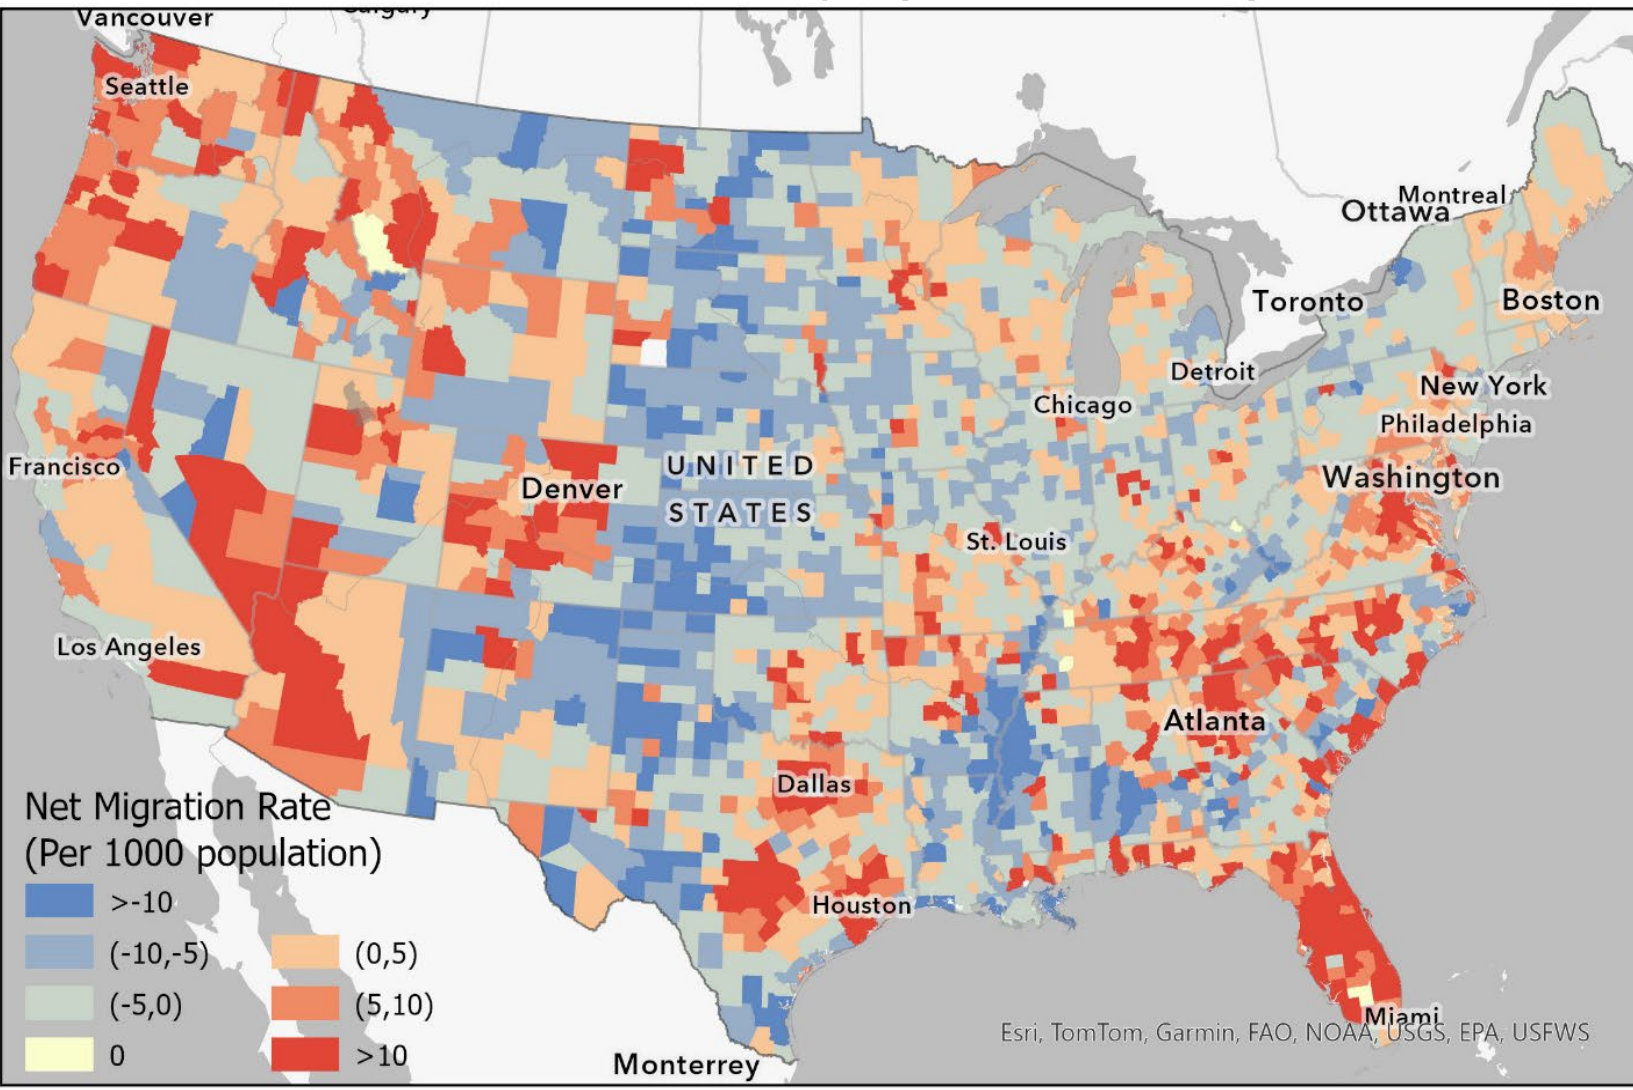 Vancouver
Calgary
Seattle
Montreal
Ottawa
Toronto
Boston
Detroit
New York
Chicago
Philadelphia
Francisco
UNITED
STATES
Washington
Denver
St. Louis
Los Angeles
Atlanta
Dallas
Houston
Miami
Monterrey
Net Migration Rate
(Per 1000 population)
>-10
(-10,-5)
(-5,0)
0
(0,5)
(5,10)
>10
Esri, TomTom, Garmin, FAO, NOAA, USGS, EPA, USFWS